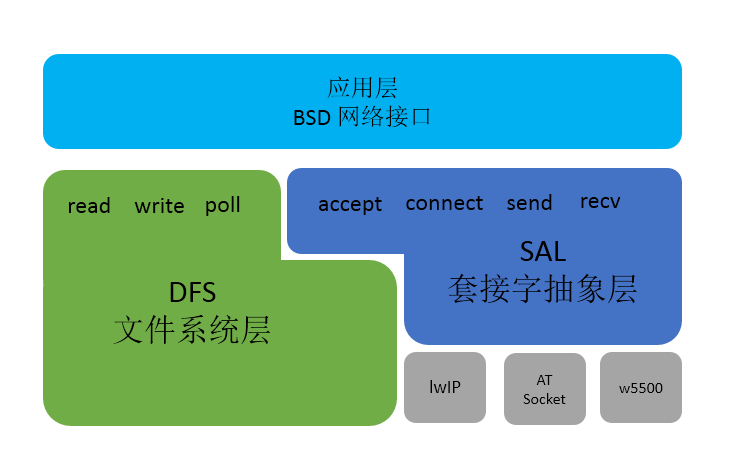 应用层
BSD 网络接口
read write poll
accept connect send recv
DFS
文件系统层
SAL
套接字抽象层
lwIP
AT
Socket
w5500